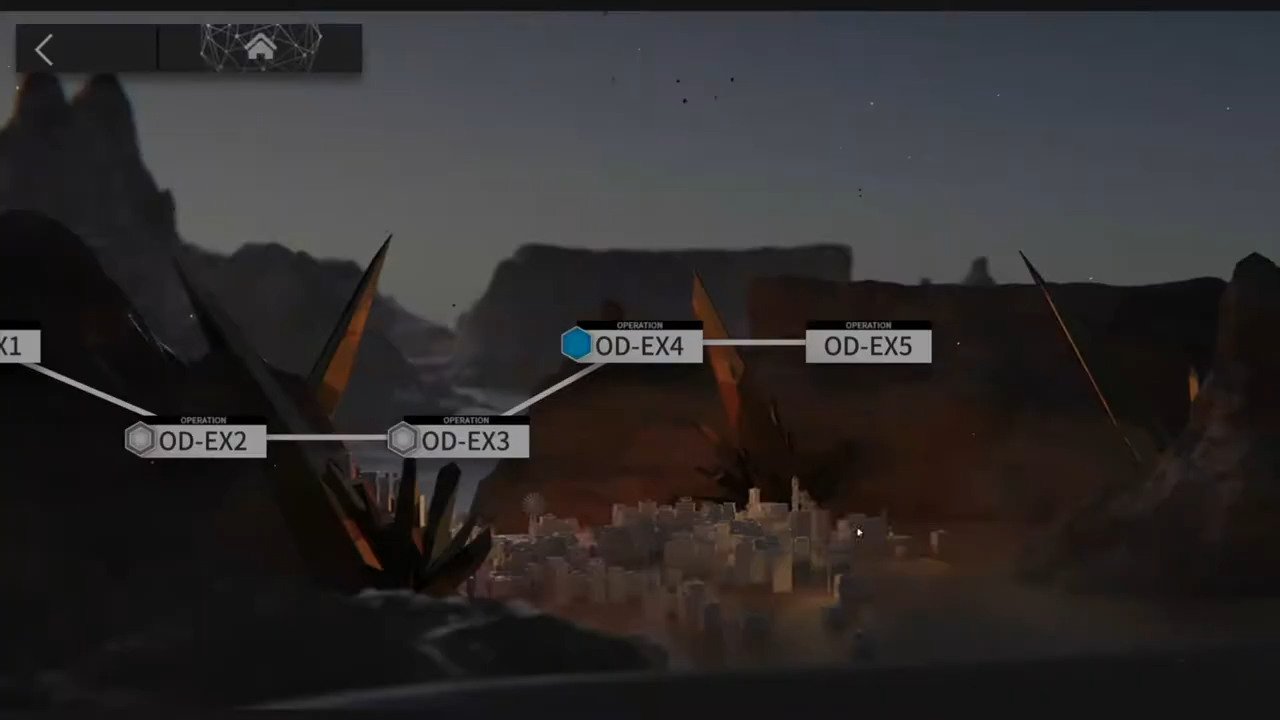 OPERATION
OD-EX4
OPERATION
OD-EX5
X1
OPERATION
OD-EX2
OPERATION
OD-EX3